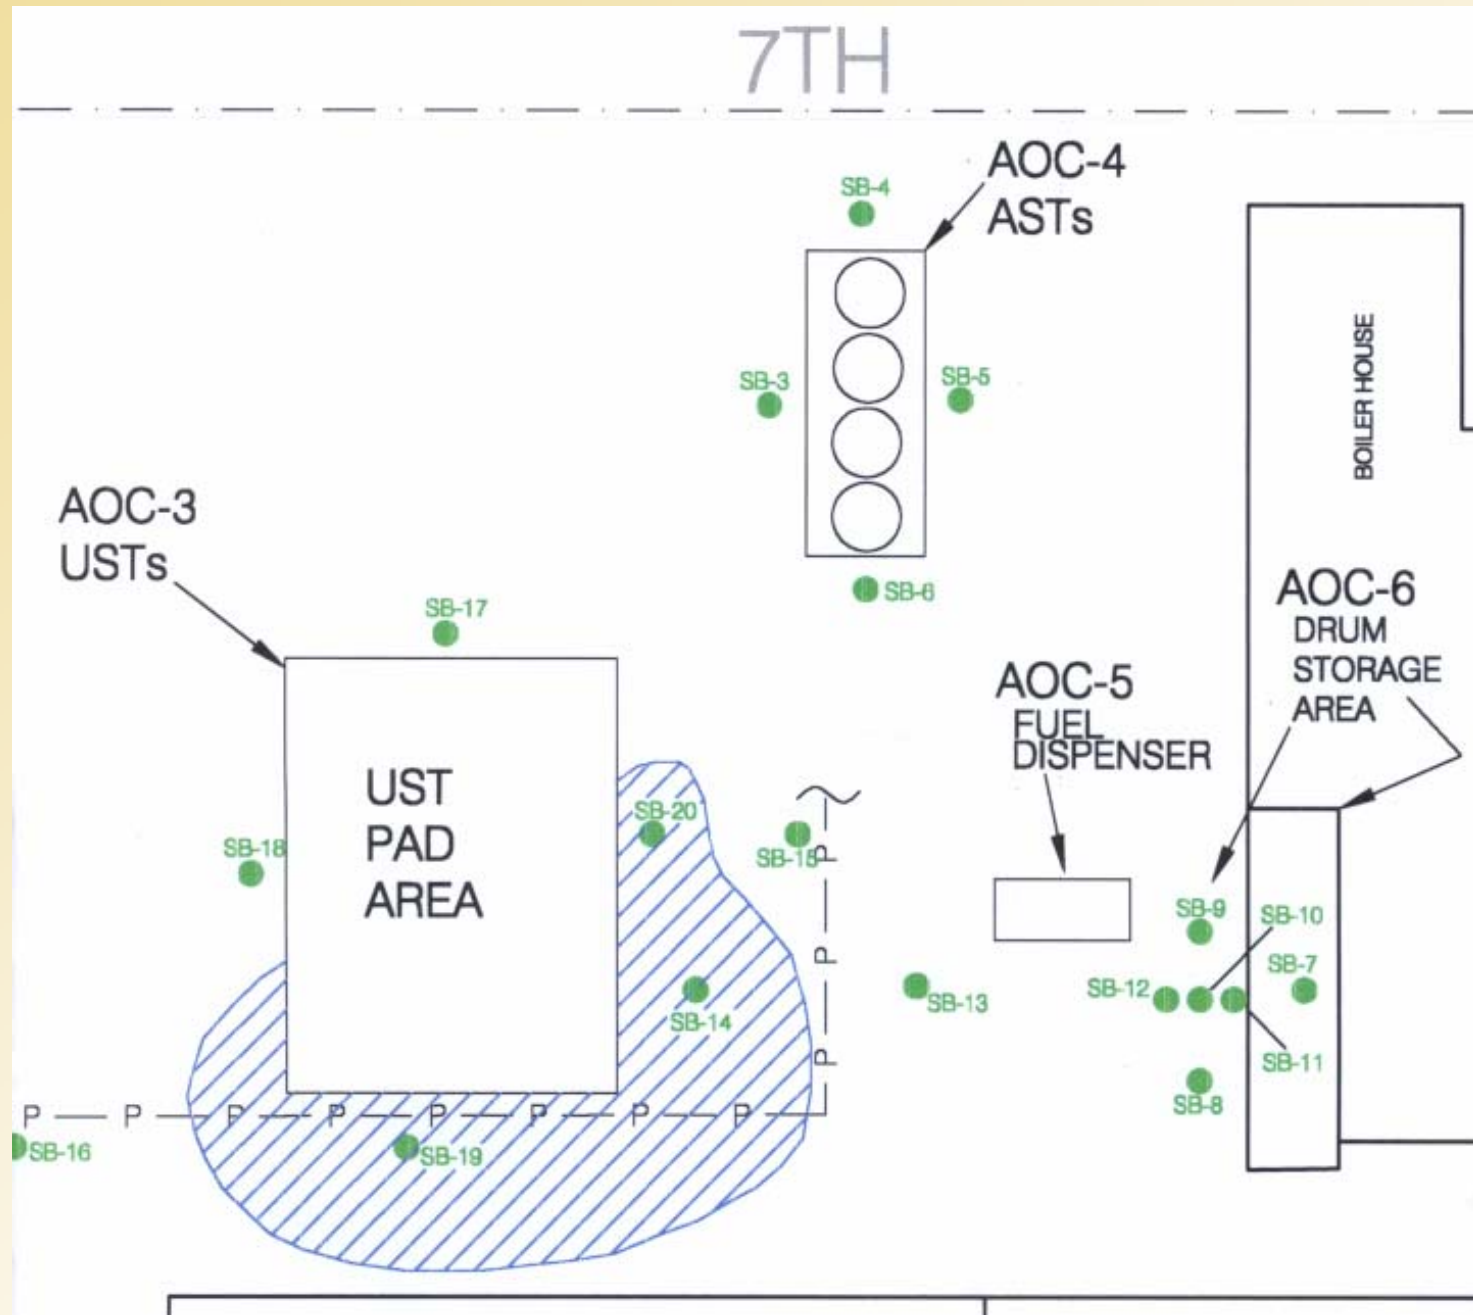 7TH
AOC-4
ASTs
SB-4
SB-3
SB-5
BOILER HOUSE
AOC-3
USTs
SB-6
SB-17
AOC-6
DRUM
STORAGE
AREA
AOC-5
FUEL
DISPENSER
UST
PAD
AREA
SB-20
SB-18
SB-15
P
SB-9
SB-10
P
SB-7
SB-12
SB-13
SB-14
P
SB-11
SB-8
P P P P P P P P
SB-16
SB-19